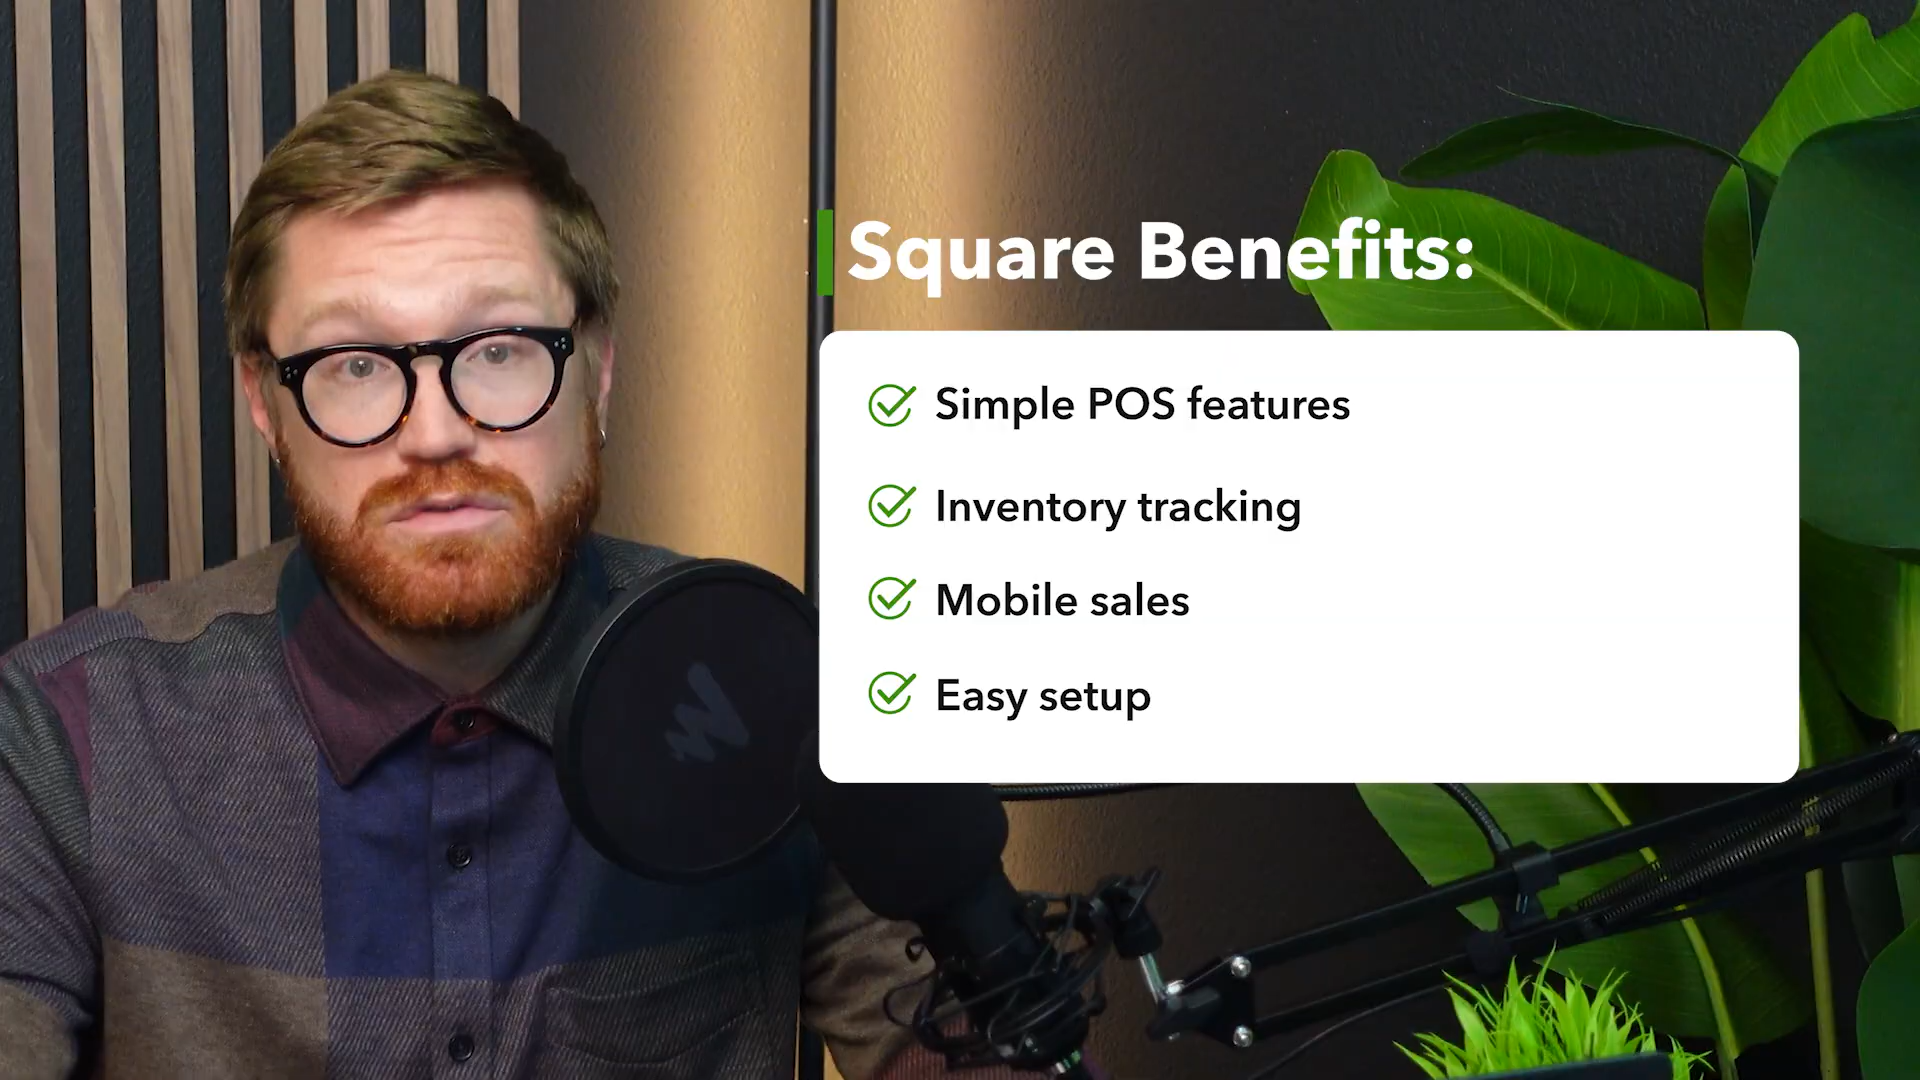 Square Benefits:
Simple POS features
Inventory tracking
Mobile sales
Easy setup